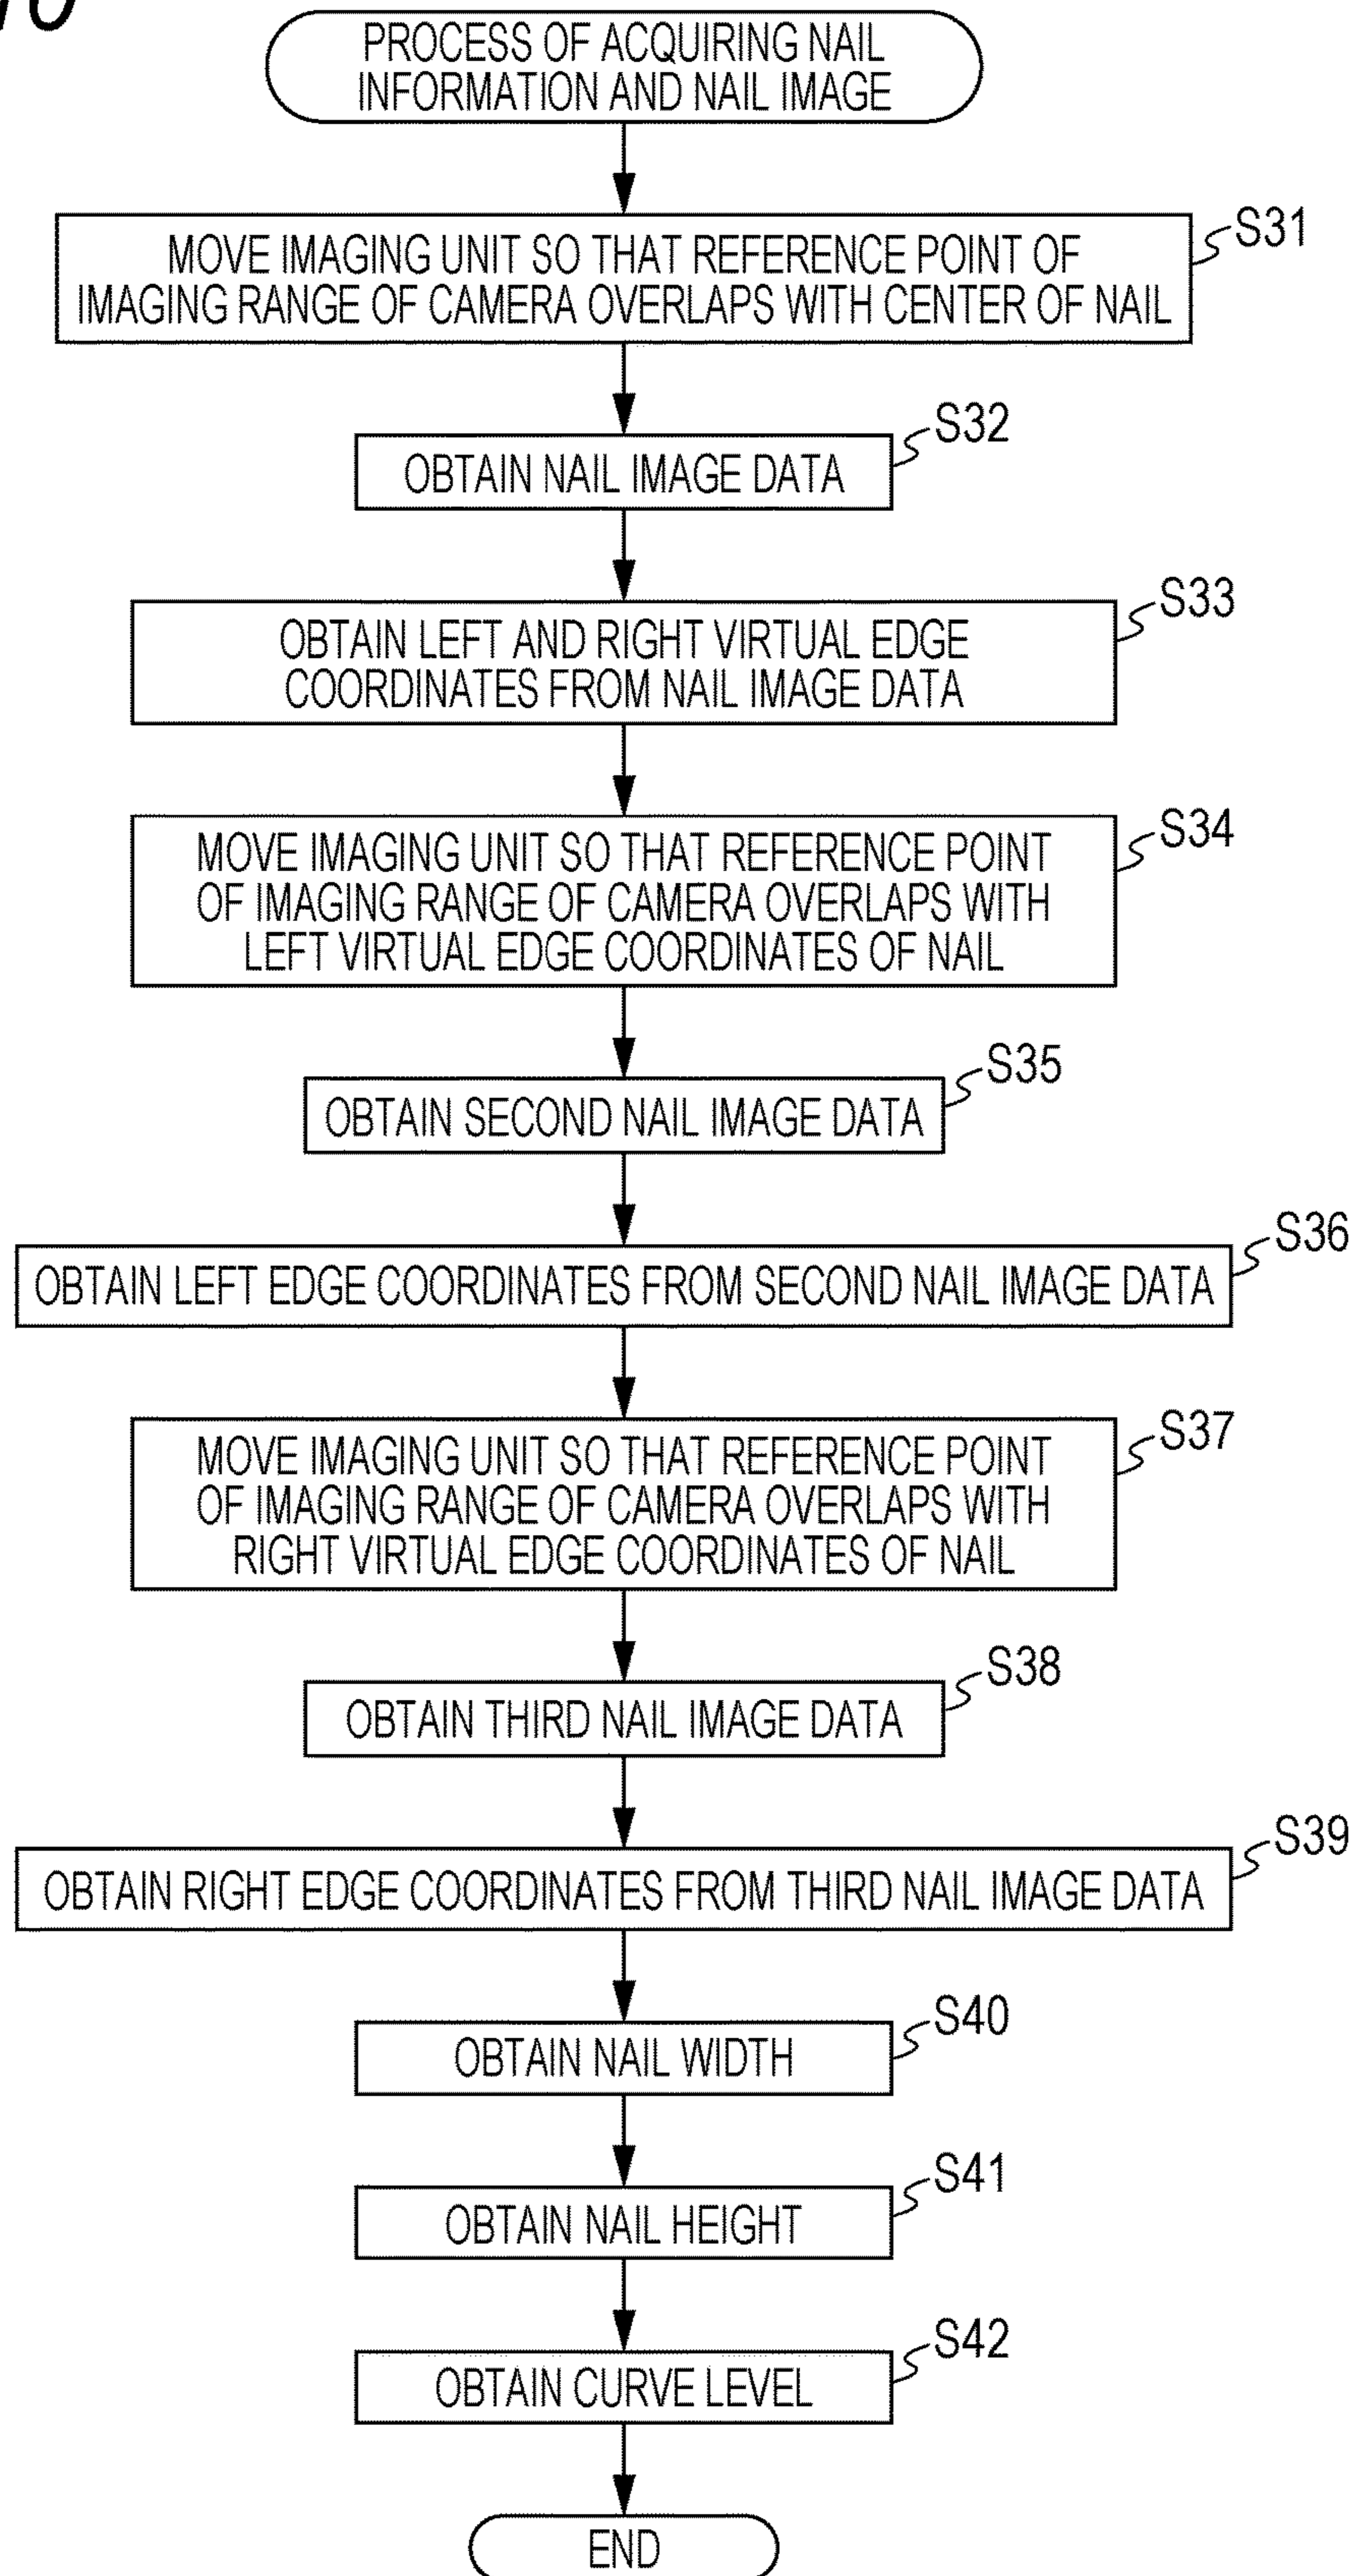 PROCESS OF ACQUIRING NAIL
INFORMATION AND NAIL IMAGE
S31
MOVE IMAGING UNIT SO THAT REFERENCE POINT OF
IMAGING RANGE OF CAMERA OVERLAPS WITH CENTER OF NAIL
S32
OBTAIN NAIL IMAGE DATA
S33
OBTAIN LEFT AND RIGHT VIRTUAL EDGE
COORDINATES FROM NAIL IMAGE DATA
S34
MOVE IMAGING UNIT SO THAT REFERENCE POINT
OF IMAGING RANGE OF CAMERA OVERLAPS WITH
LEFT VIRTUAL EDGE COORDINATES OF NAIL
S35
OBTAIN SECOND NAIL IMAGE DATA
S36
OBTAIN LEFT EDGE COORDINATES FROM SECOND NAIL IMAGE DATA
S37
MOVE IMAGING UNIT SO THAT REFERENCE POINT
OF IMAGING RANGE OF CAMERA OVERLAPS WITH
RIGHT VIRTUAL EDGE COORDINATES OF NAIL
S38
OBTAIN THIRD NAIL IMAGE DATA
S39
OBTAIN RIGHT EDGE COORDINATES FROM THIRD NAIL IMAGE DATA
S40
OBTAIN NAIL WIDTH
S41
OBTAIN NAIL HEIGHT
S42
OBTAIN CURVE LEVEL
END